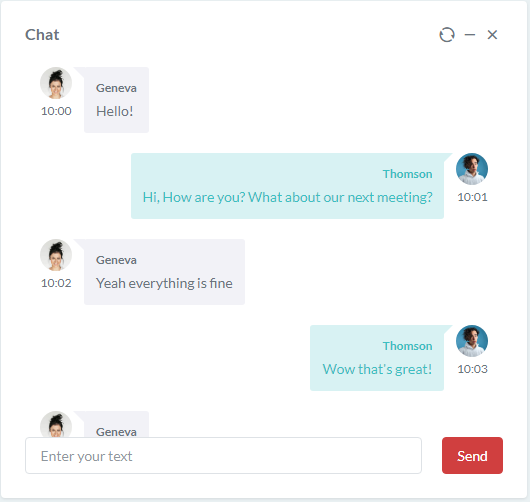 Chat
Geneva
Hello!
10:00
Thomson
Hi, How are you? What about our next meeting?
10:01
Geneva
Yeah everything is fine
10:02
Thomson
Wow that's great!
10:03
Geneva
Enter your text
Send